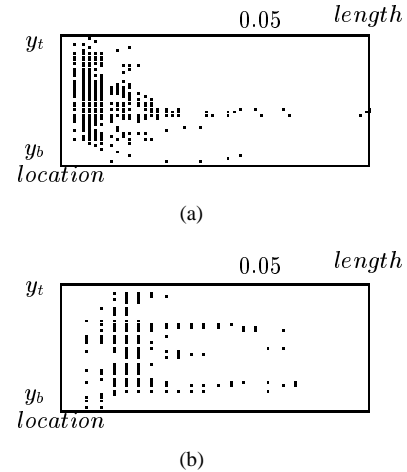 0.05 length
y_t
y_b
location
(a)
0.05 length
y_t
y_b
location
(b)